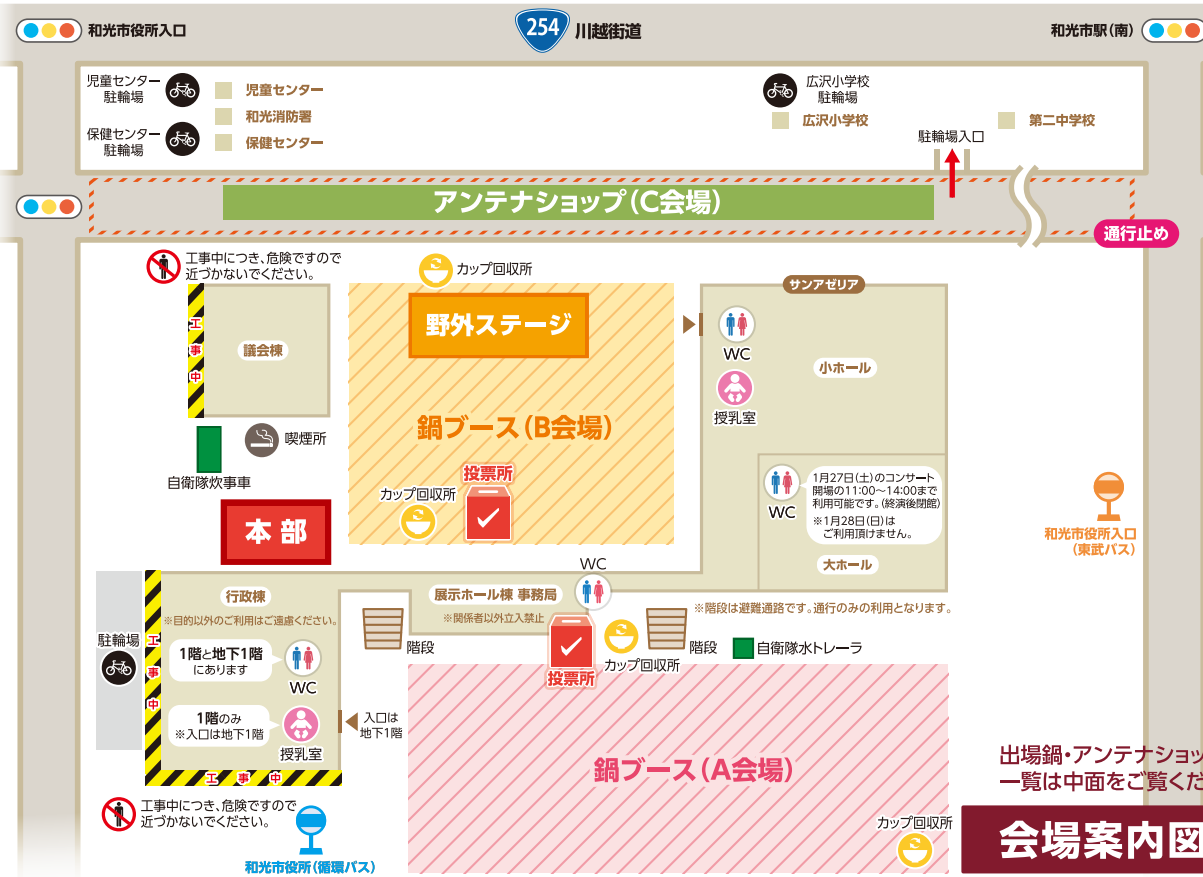 和光市役所入口
254
川越街道
和光市駅(南)
児童センター
駐輪場
児童センター
和光消防署
保健センター
保健センター
駐輪場
広沢小学校
駐輪場
広沢小学校
第二中学校
駐輪場入口
アンテナショップ(C会場)
通行止め
工事中につき、危険ですので
近づかないでください。
カップ回収所
サンアゼリア
野外ステージ
工事中
議会棟
WC
小ホール
授乳室
鍋ブース(B会場)
喫煙所
自衛隊炊事車
投票所
カップ回収所
WC
1月27日(土)のコンサート
開場の11:00〜14:00まで
利用可能です。(終演後閉館)
※1月28日(日)は
ご利用頂けません。
大ホール
和光市役所入口
(東武バス)
本部
WC
行政棟
※目的以外のご利用はご遠慮ください。
展示ホール棟 事務局
※関係者以外立入禁止
※階段は避難通路です。通行のみの利用となります。
駐輪場
工事中
1階と地下1階
にあります
WC
階段
投票所
カップ回収所
階段
自衛隊水トレーラ
1階のみ
※入口は地下1階
授乳室
入口は
地下1階
工事中
鍋ブース(A会場)
工事中につき、危険ですので
近づかないでください。
和光市役所(循環バス)
カップ回収所
出場鍋・アンテナショッ
一覧は中面をご覧くだ
会場案内図